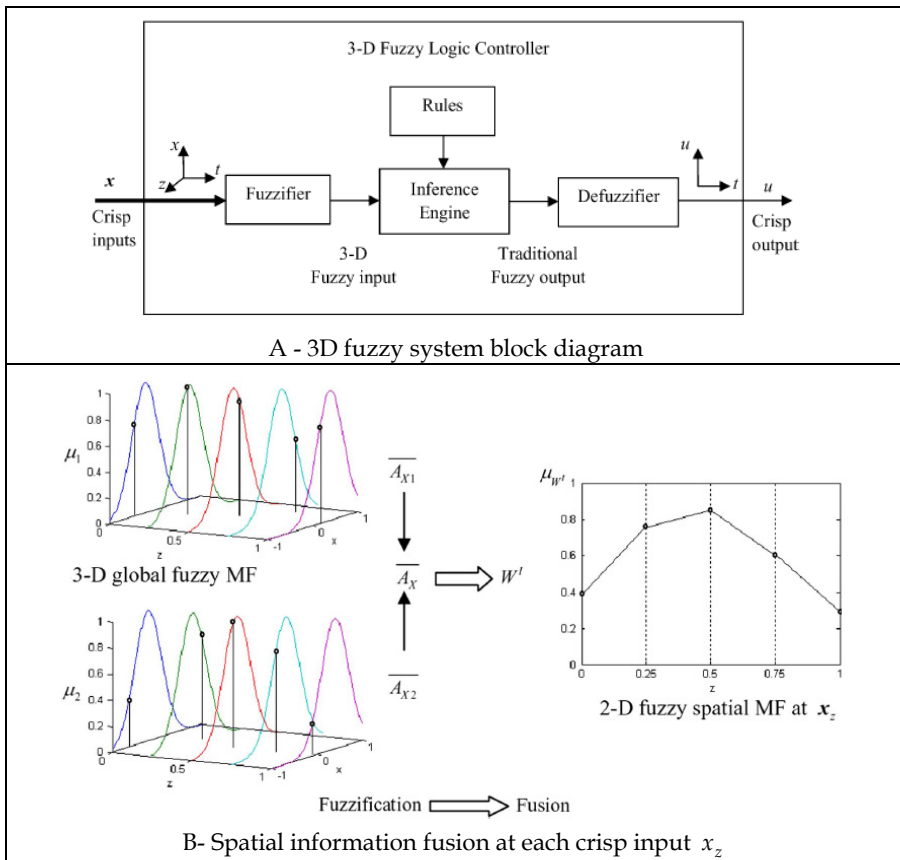 3-D Fuzzy Logic Controller
Rules
x
t
z
x
Crisp
inputs
Fuzzifier
3-D
Fuzzy input
Inference
Engine
Traditional
Fuzzy output
Defuzzifier
u
t
u
Crisp
output
A - 3D fuzzy system block diagram
μ1
1
0.8
0.6
0.4
0.2
0
0
0.5
1
z
-1
0
1
x
3-D global fuzzy MF
μ2
1
0.8
0.6
0.4
0.2
0
0
0.5
1
z
-1
0
1
x
A_X1
A_X
A_X2
W^l
μ_W^l
1
0.8
0.6
0.4
0.2
0
0
0.25
0.5
0.75
1
z
2-D fuzzy spatial MF at x_z
Fuzzification
Fusion
B- Spatial information fusion at each crisp input x_z